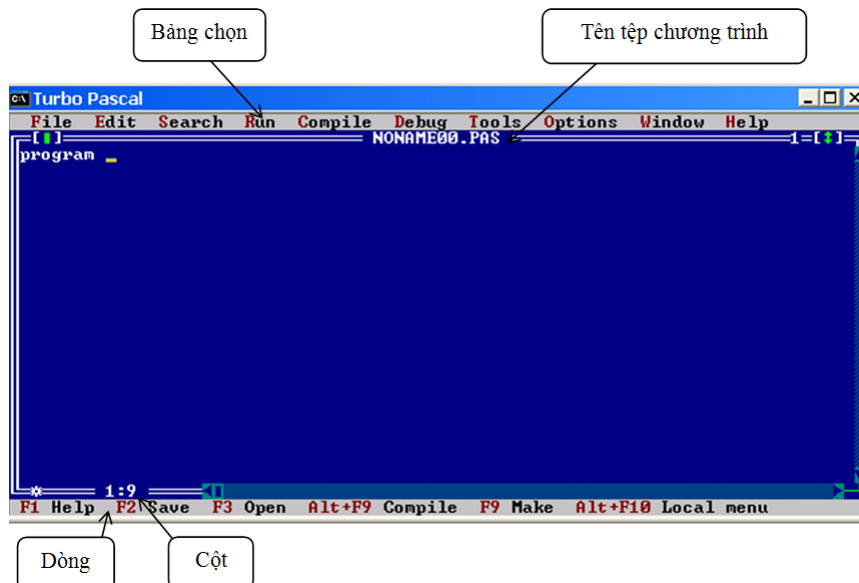 Bảng chọn Tên tệp chương trình
Turbo Pascal
File Edit Search Run Compile Debug Tools Options Window Help
[ ] NONAME00.PAS 1=[↕]
program _
* 1:9
F1 Help F2 Save F3 Open Alt+F9 Compile F9 Make Alt+F10 Local menu
Dòng Cột